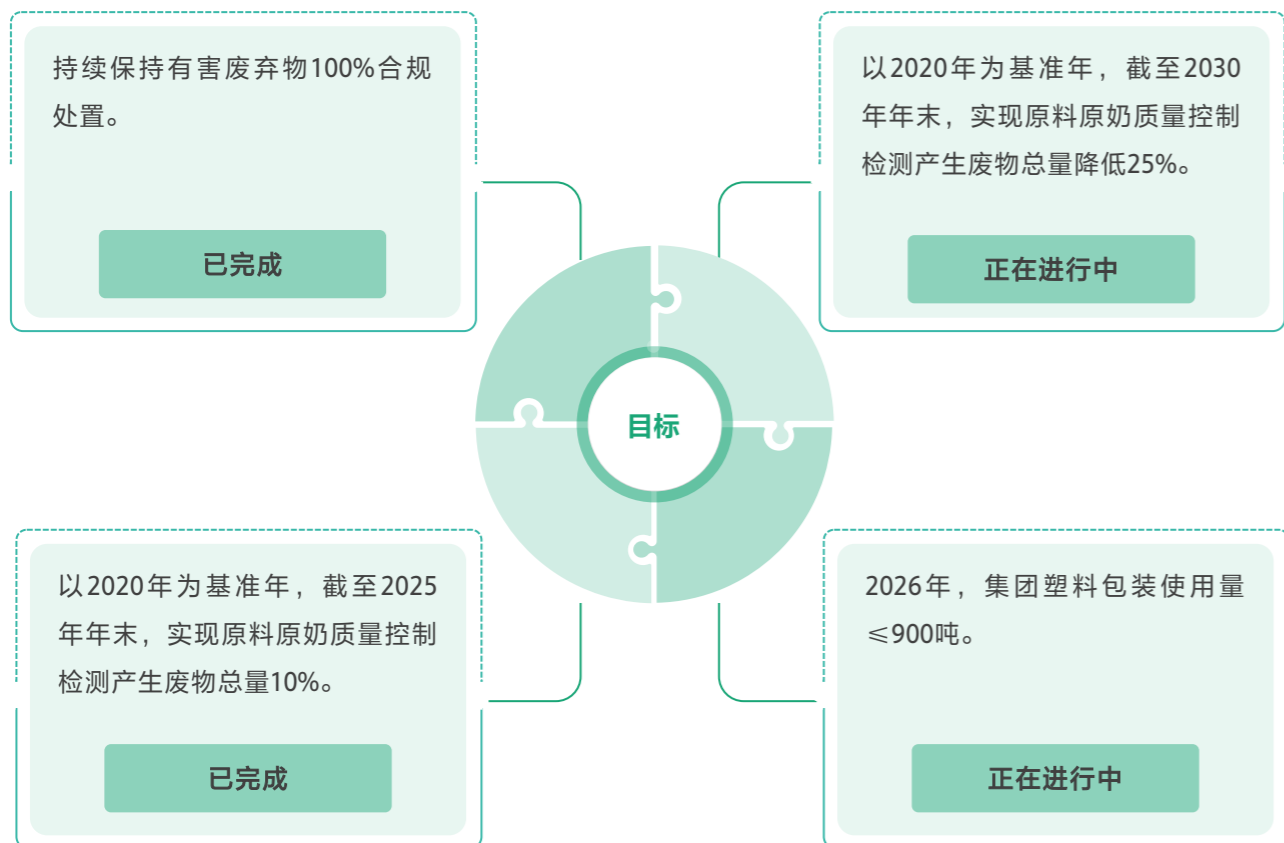 持续保持有害废弃物100%合规
处置。
已完成
以2020年为基准年，截至2030
年年末，实现原料原奶质量控制
检测产生废物总量降低25%。
正在进行中
目标
以2020年为基准年，截至2025
年年末，实现原料原奶质量控制
检测产生废物总量10%。
已完成
2026年，集团塑料包装使用量
≤900吨。
正在进行中